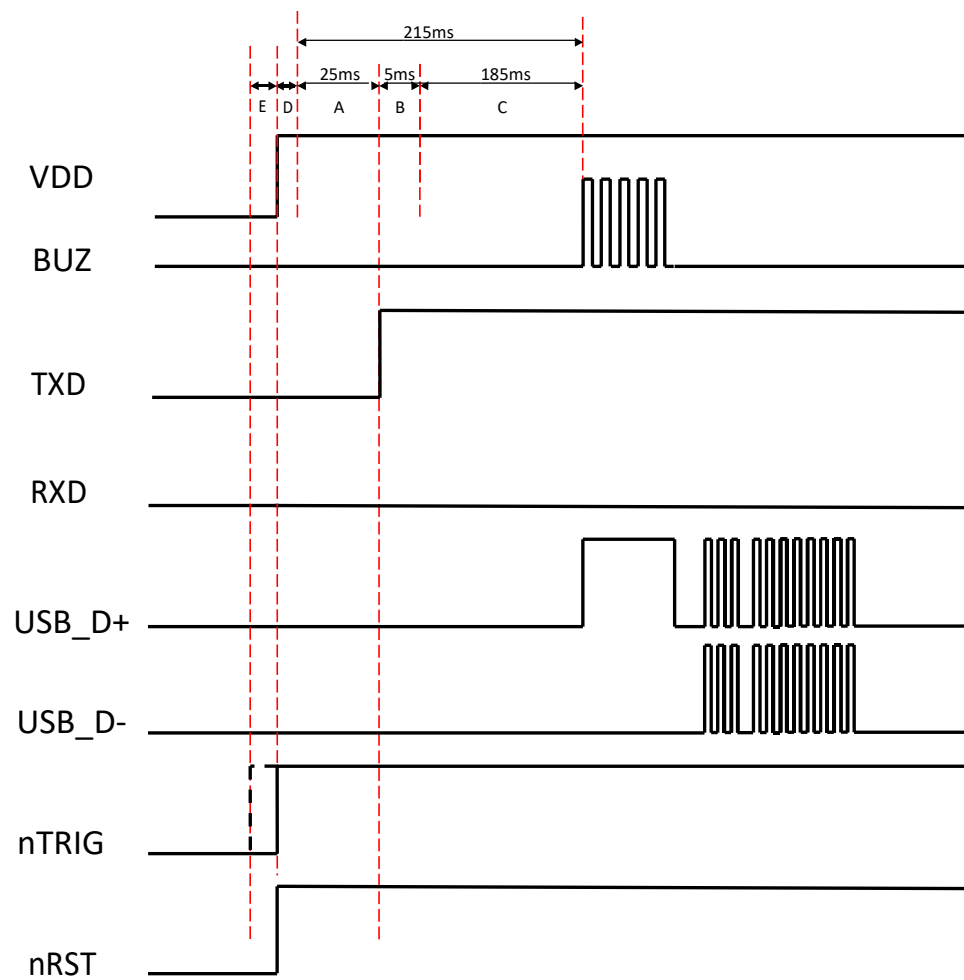 215ms
25ms 5ms 185ms
E D A B C
VDD
BUZ
TXD
RXD
USB_D+
USB_D-
nTRIG
nRST